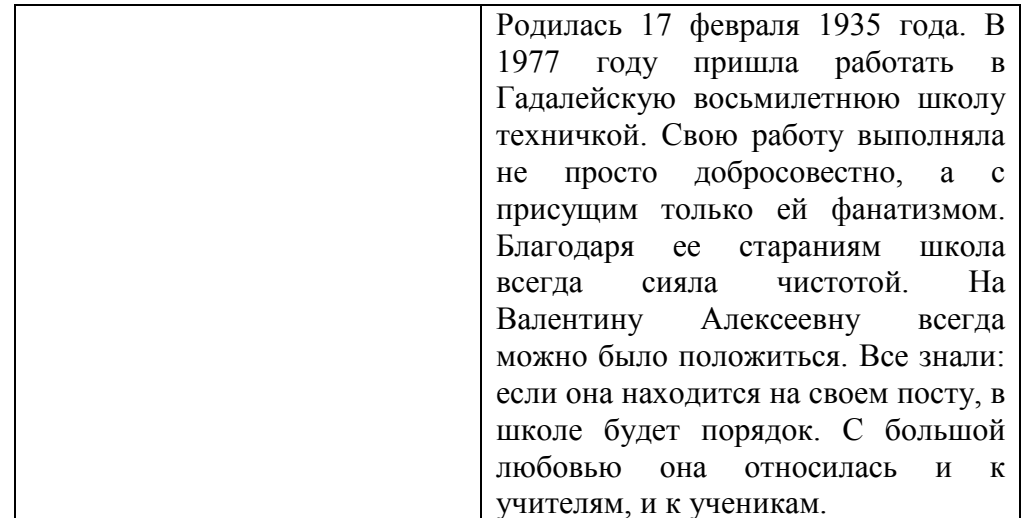 Родилась 17 февраля 1935 года. В
1977 году пришла работать в
Гадалейскую восьмилетнюю школу
техничкой. Свою работу выполняла
не просто добросовестно, а с
присущим только ей фанатизмом.
Благодаря ее стараниям школа
всегда сияла чистотой. На
Валентину Алексеевну всегда
можно было положиться. Все знали:
если она находится на своем посту, в
школе будет порядок. С большой
любовью она относилась и к
учителям, и к ученикам.